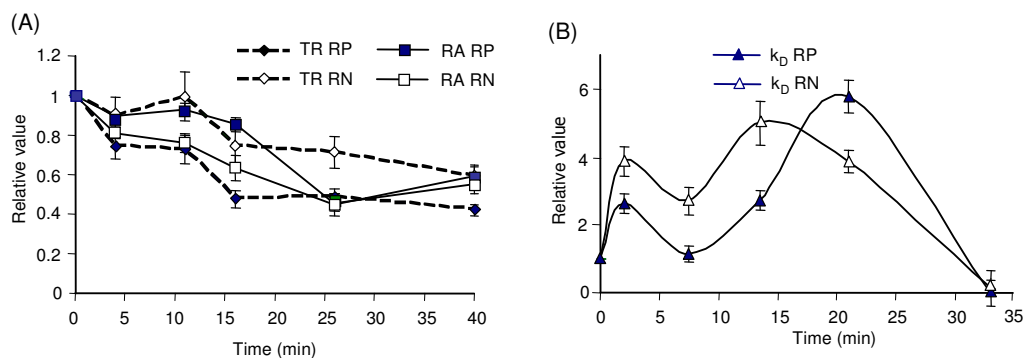 (A)
TR RP
RA RP
TR RN
RA RN
1.2
1
0.8
0.6
0.4
0.2
0
Relative value
0 5 10 15 20 25 30 35 40
Time (min)
(B)
k_D RP
k_D RN
6
4
2
0
Relative value
0 5 10 15 20 25 30 35
Time (min)